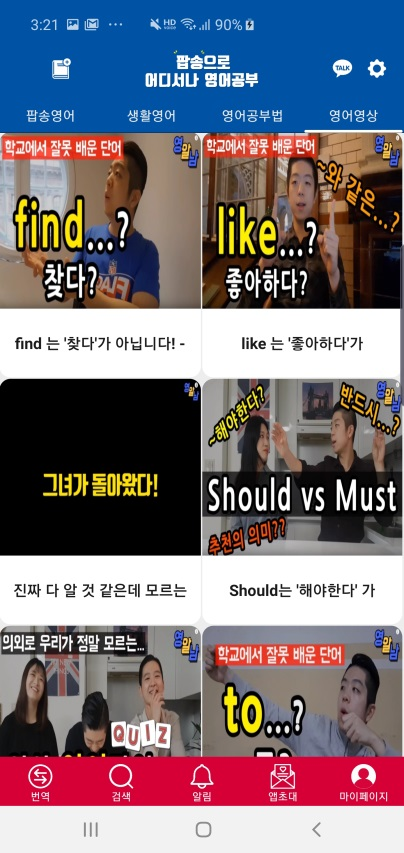 3:21
HD
voice
90%
팝송으로
어디서나 영어공부
TALK
팝송영어
생활영어
영어공부법
영어영상
학교에서 잘못 배운 단어
영알남
find...?
찾다?
학교에서 잘못 배운 단어
영알남
~와 같은...?
like...?
좋아하다?
find 는 '찾다'가 아닙니다! -
like 는 '좋아하다'가
영알남
그녀가 돌아왔다!
영알남
~해야한다?
반드시...?
Should vs Must
추천의 의미??
진짜 다 알 것 같은데 모르는
Should는 '해야한다' 가
의외로 우리가 정말 모르는...
영알남
QUIZ
학교에서 잘못 배운 단어
영알남
to...?
번역
검색
알림
앱초대
마이페이지